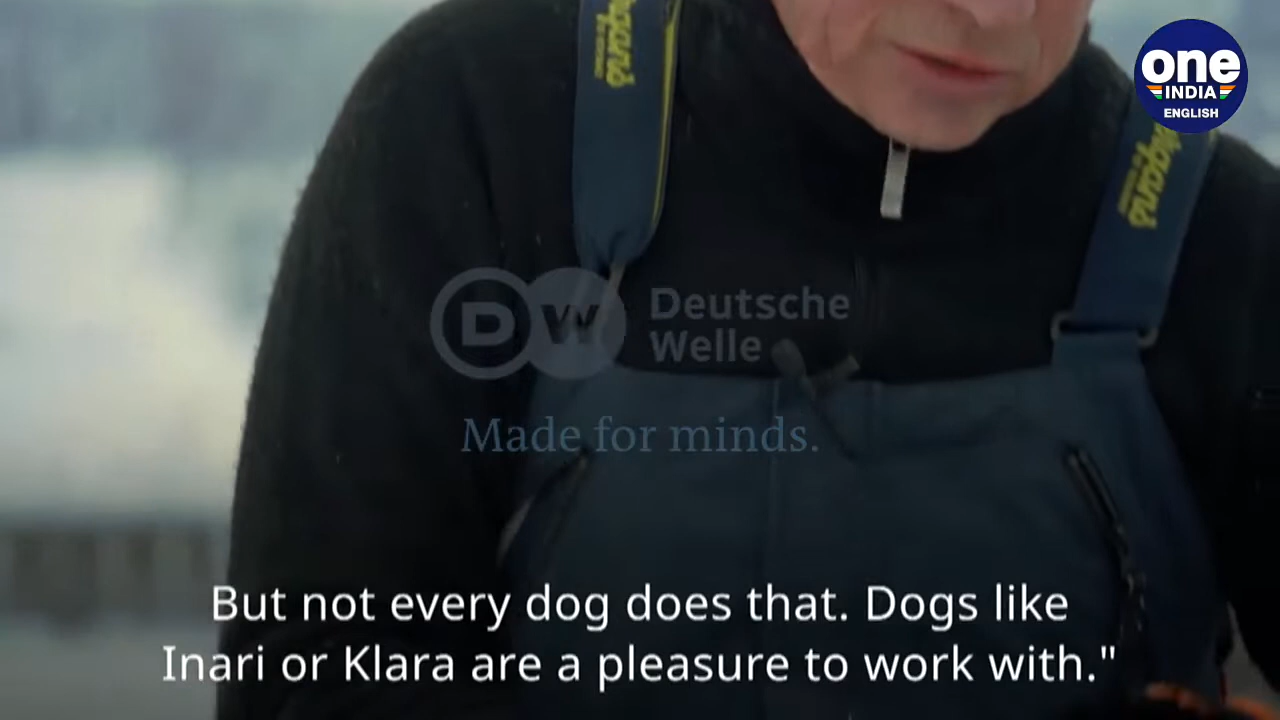 one
INDIA
ENGLISH
DW
Deutsche
Welle
Made for minds.
But not every dog does that. Dogs like
Inari or Klara are a pleasure to work with."